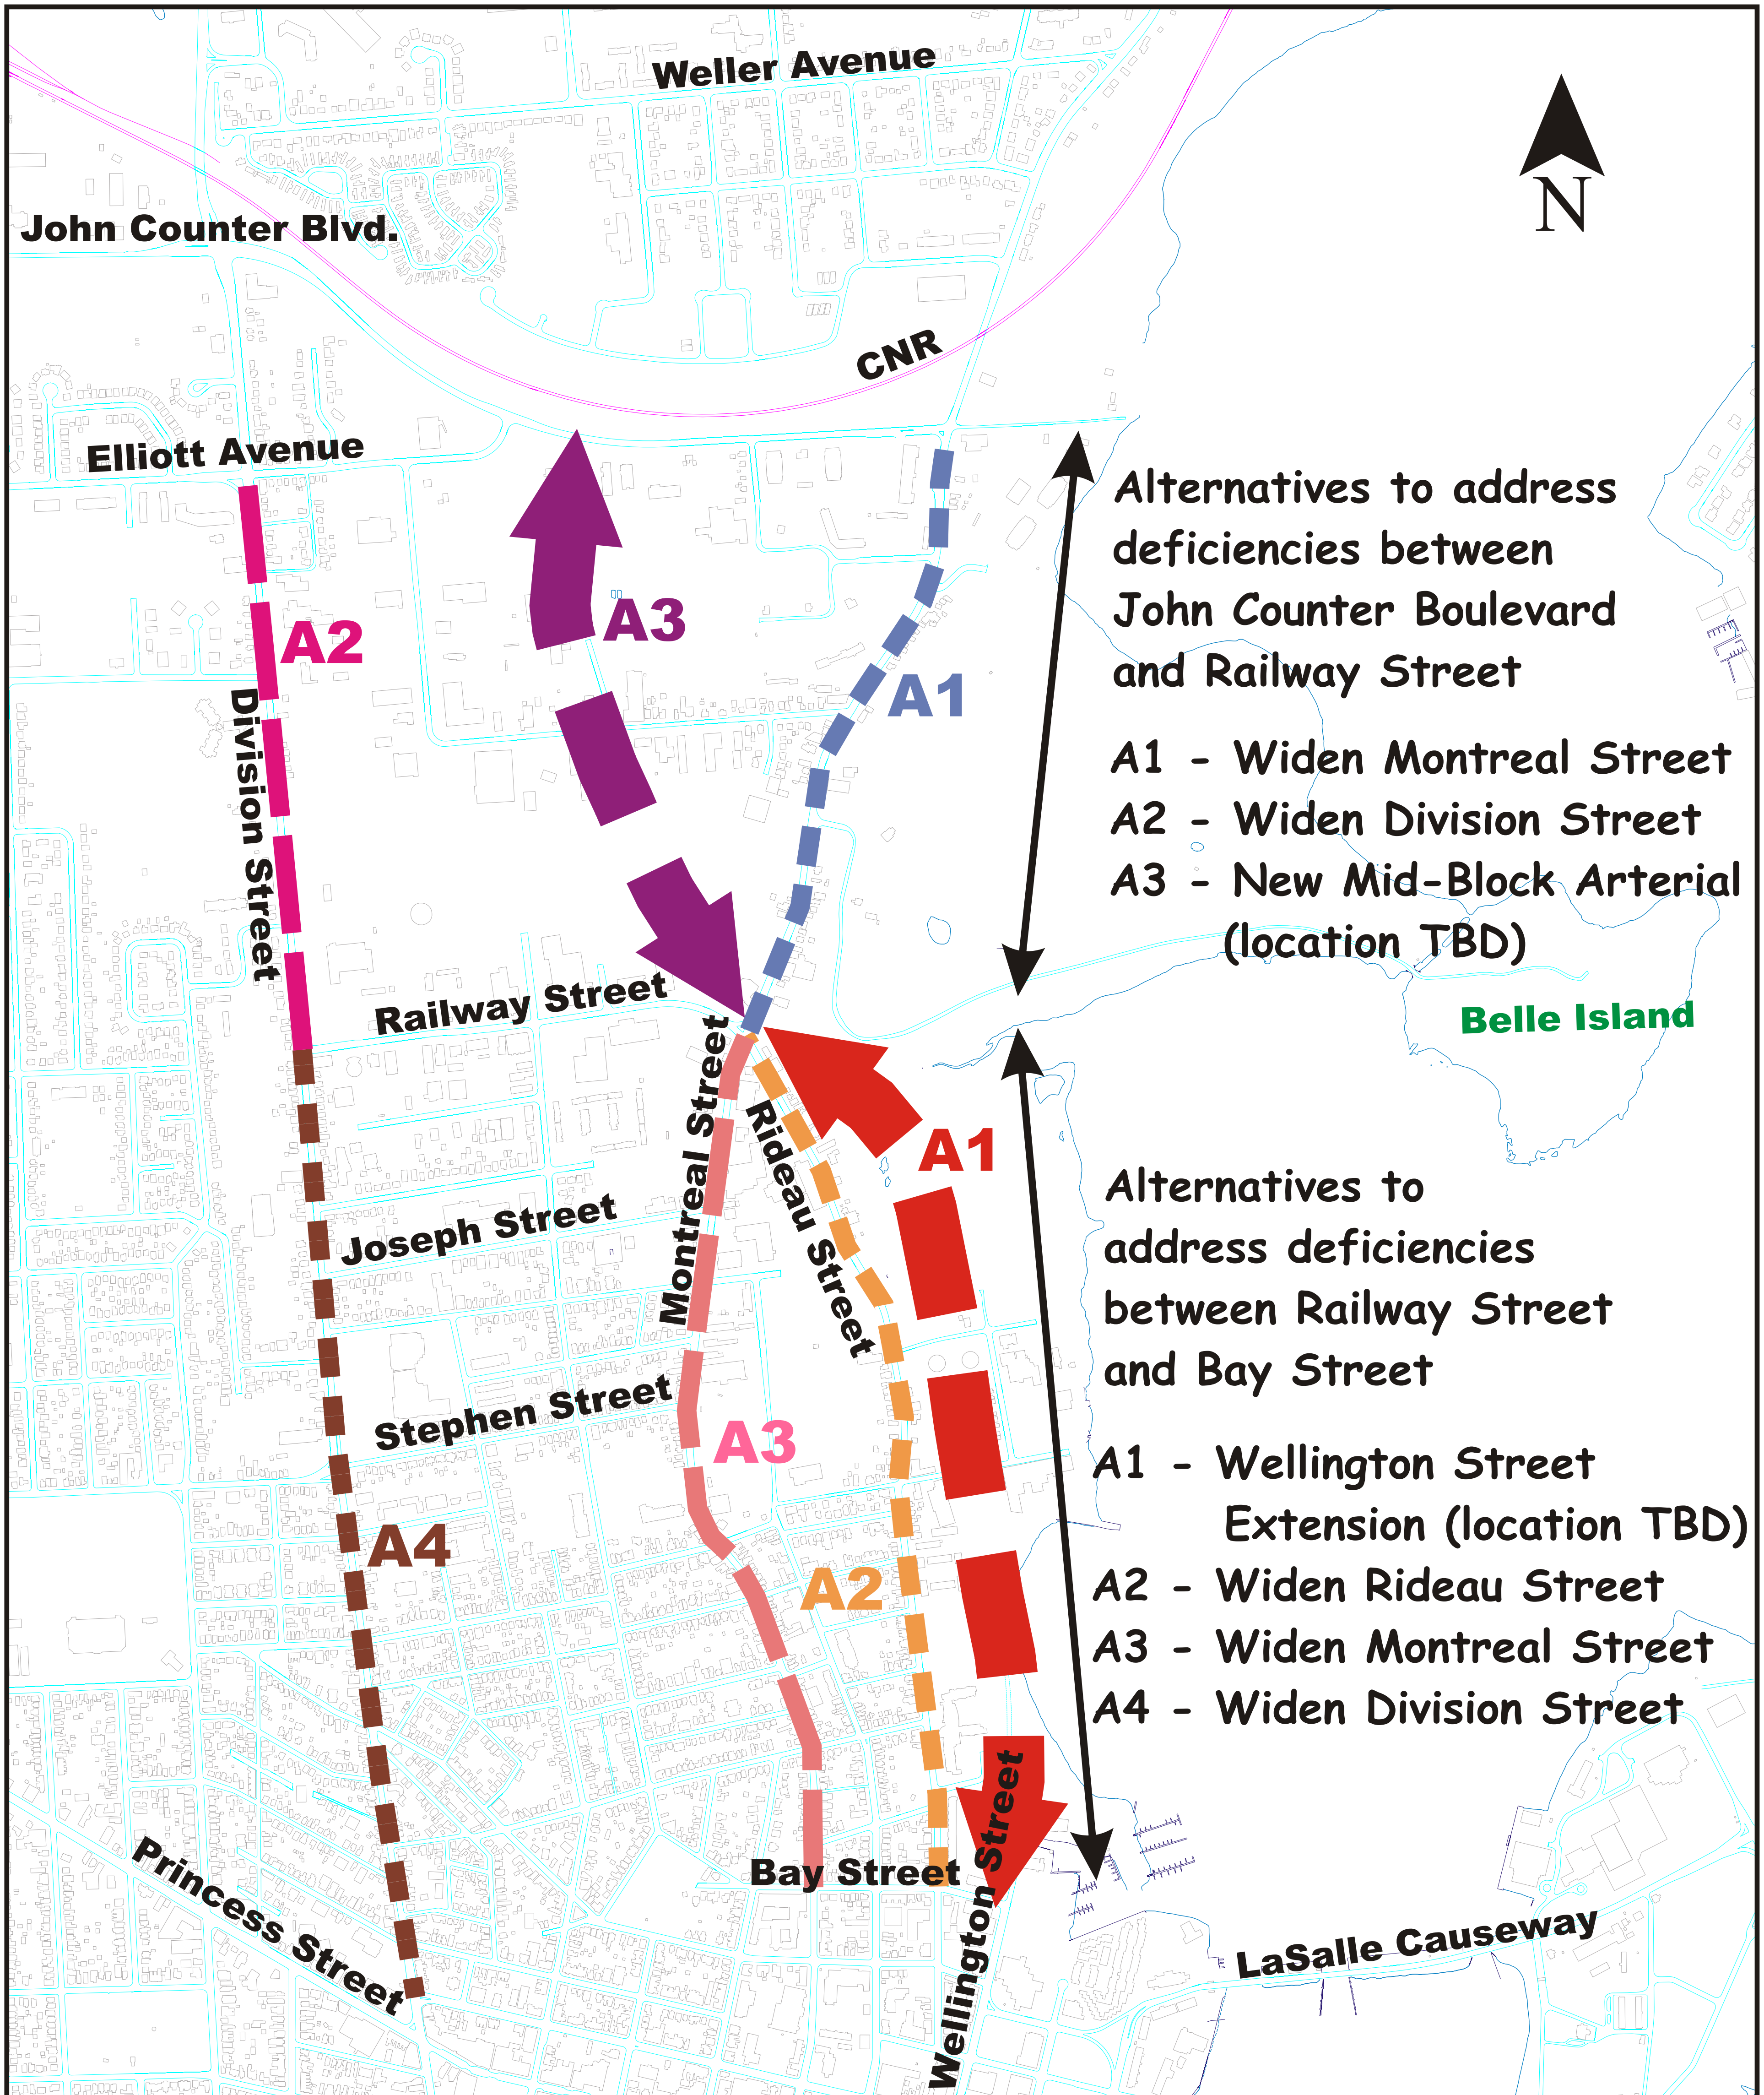 Weller Avenue
N
John Counter Blvd.
CNR
Elliott Avenue
Alternatives to address
deficiencies between
John Counter Boulevard
and Railway Street
A1 - Widen Montreal Street
A2 - Widen Division Street
A3 - New Mid-Block Arterial
(location TBD)
A2
A3
A1
Division Street
Railway Street
Belle Island
Montreal Street
Rideau Street
A1
Joseph Street
Alternatives to
address deficiencies
between Railway Street
and Bay Street
A1 - Wellington Street
Extension (location TBD)
A2 - Widen Rideau Street
A3 - Widen Montreal Street
A4 - Widen Division Street
Stephen Street
A3
A4
A2
Bay Street
Wellington Street
Princess Street
LaSalle Causeway